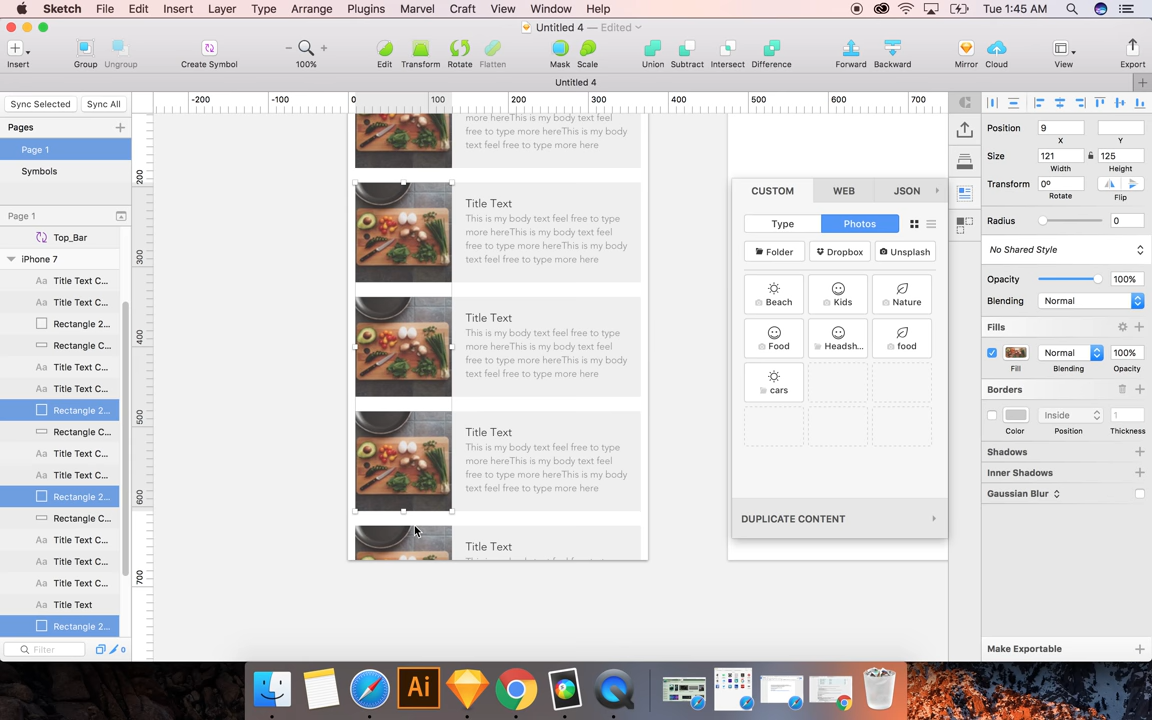 Sketch File Edit Insert Layer Type Arrange Plugins Marvel Craft View Window Help Tue 1:45 AM
Untitled 4 — Edited
Insert Group Ungroup Create Symbol 100% Edit Transform Rotate Flatten Mask Scale Union Subtract Intersect Difference Forward Backward Mirror Cloud View Export
Untitled 4
Sync Selected Sync All
-200 -100 0 100 200 300 400 500 600 700
Pages
Page 1
Symbols
Page 1
Top_Bar
iPhone 7
Aa Title Text C...
Aa Title Text C...
Rectangle 2...
Rectangle C...
Aa Title Text C...
Aa Title Text C...
Rectangle 2...
Rectangle C...
Aa Title Text C...
Aa Title Text C...
Rectangle 2...
Rectangle C...
Aa Title Text C...
Aa Title Text C...
Aa Title Text C...
Aa Title Text
Rectangle 2...
Filter 0
200
300
400
500
600
700
more hereThis is my body text feel
free to type more hereThis is my body
text feel free to type more here
Title Text
This is my body text feel free to type
more hereThis is my body text feel
free to type more hereThis is my body
text feel free to type more here
Title Text
This is my body text feel free to type
more hereThis is my body text feel
free to type more hereThis is my body
text feel free to type more here
Title Text
This is my body text feel free to type
more hereThis is my body text feel
free to type more hereThis is my body
text feel free to type more here
Title Text
CUSTOM WEB JSON
Type Photos
Folder Dropbox Unsplash
Beach Kids Nature
Food Headsh... food
cars
DUPLICATE CONTENT
Position 9
X Y
Size 121 125
Width Height
Transform 0º
Rotate Flip
Radius 0
No Shared Style
Opacity 100%
Blending Normal
Fills
Normal 100%
Fill Blending Opacity
Borders
Inside 1
Color Position Thickness
Shadows
Inner Shadows
Gaussian Blur
Make Exportable
Ai